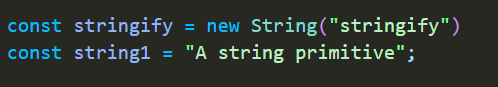 const stringify = new String("stringify")
const string1 = "A string primitive";